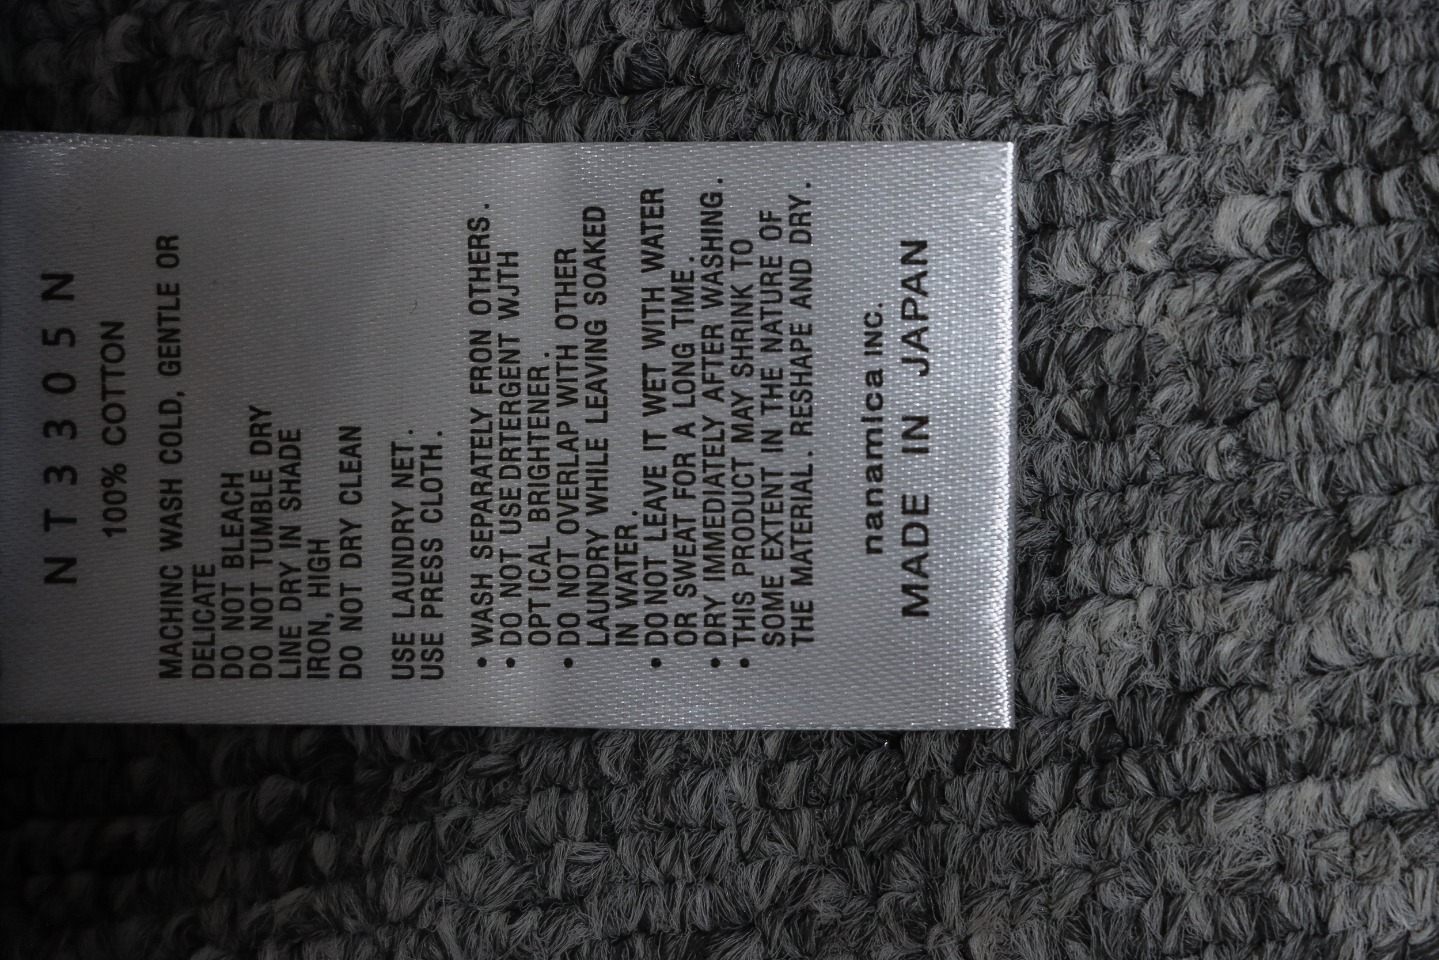 NT3305N
100% COTTON
MACHINC WASH COLD, GENTLE OR
DELICATE
DO NOT BLEACH
DO NOT TUMBLE DRY
LINE DRY IN SHADE
IRON, HIGH
DO NOT DRY CLEAN
USE LAUNDRY NET.
USE PRESS CLOTH.
• WASH SEPARATELY FRON OTHERS.
• DO NOT USE DRTERGENT WJTH
OPTICAL BRIGHTENER.
• DO NOT OVERLAP WITH OTHER
LAUNDRY WHILE LEAVING SOAKED
IN WATER.
• DO NOT LEAVE IT WET WITH WATER
OR SWEAT FOR A LONG TIME.
• DRY IMMEDIATELY AFTER WASHING.
• THIS PRODUCT MAY SHRINK TO
SOME EXTENT IN THE NATURE OF
THE MATERIAL. RESHAPE AND DRY.
nanamica INC.
MADE IN JAPAN